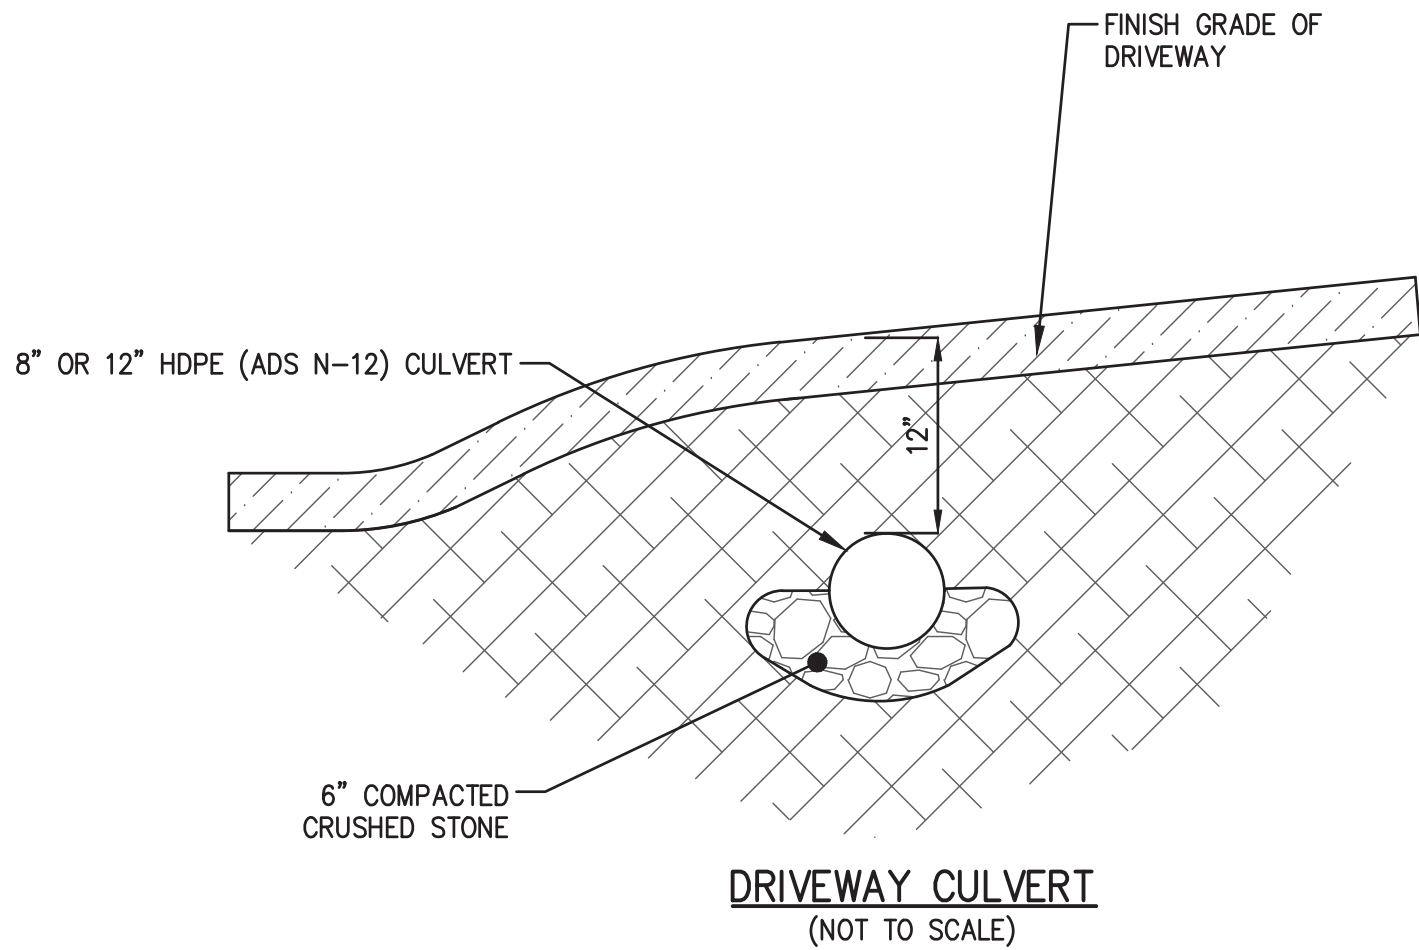 FINISH GRADE OF
DRIVEWAY
8" OR 12" HDPE (ADS N-12) CULVERT
12"
6" COMPACTED
CRUSHED STONE
DRIVEWAY CULVERT
(NOT TO SCALE)